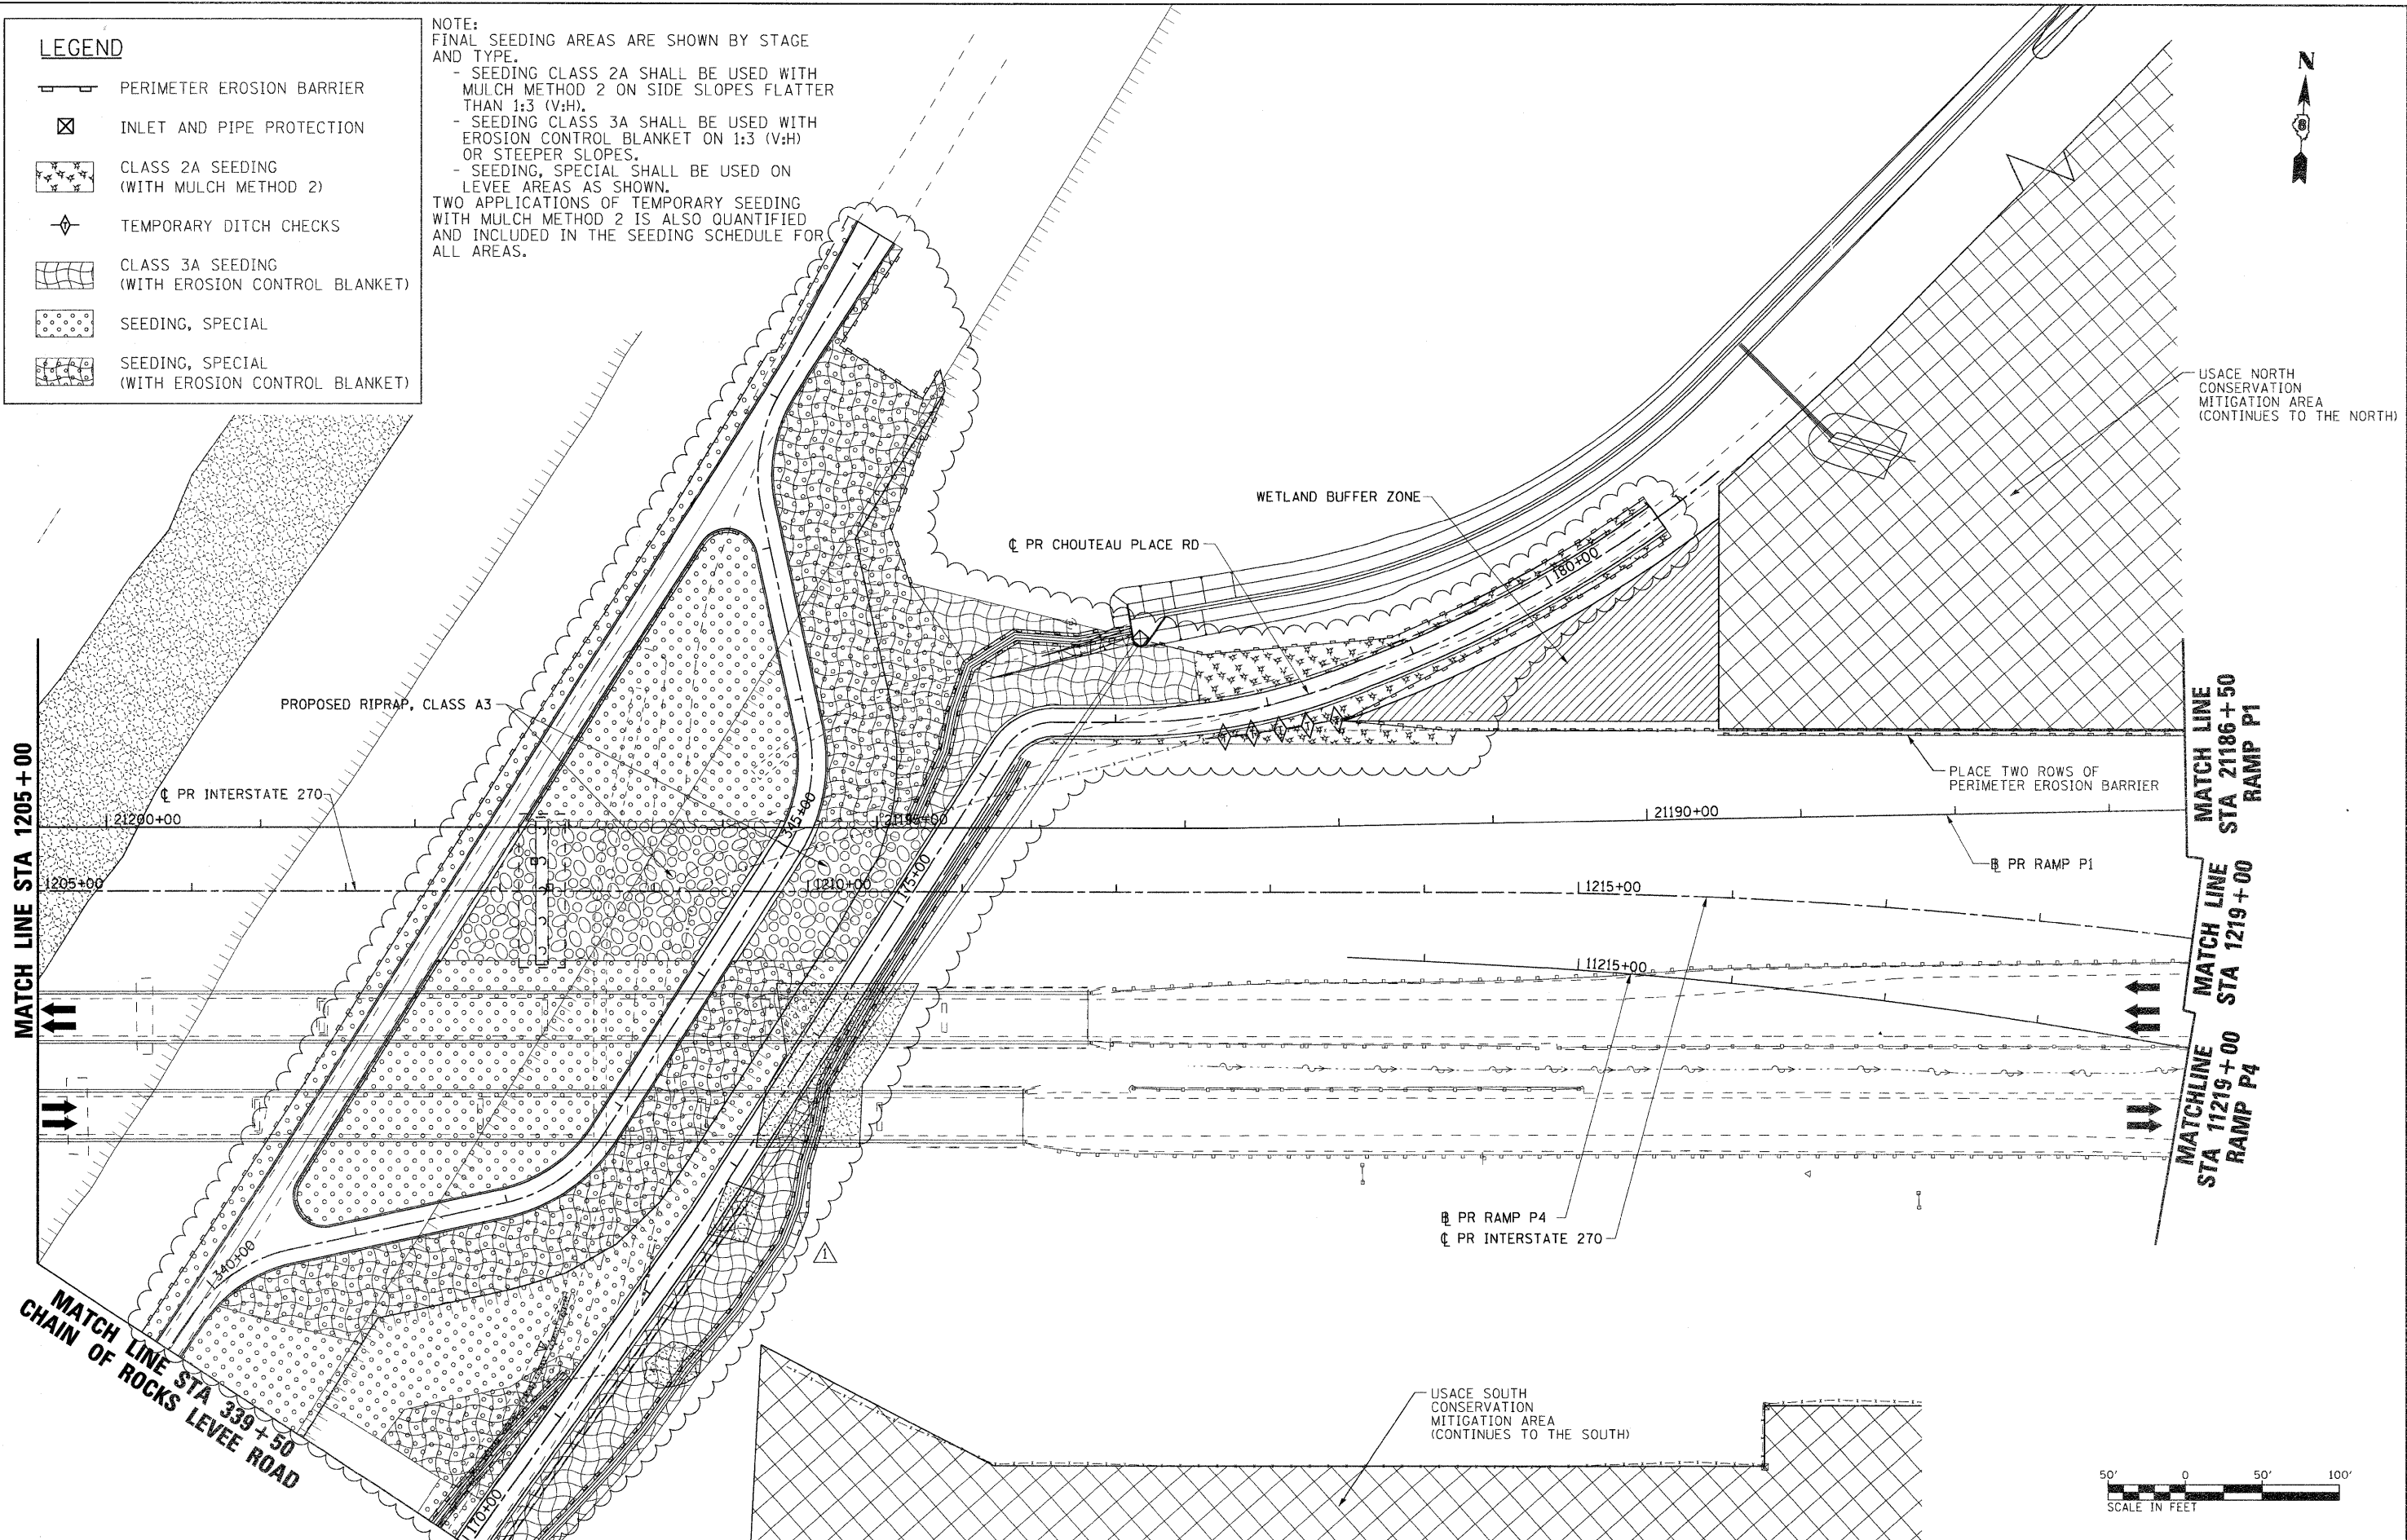 LEGEND
PERIMETER EROSION BARRIER
INLET AND PIPE PROTECTION
CLASS 2A SEEDING
(WITH MULCH METHOD 2)
TEMPORARY DITCH CHECKS
CLASS 3A SEEDING
(WITH EROSION CONTROL BLANKET)
SEEDING, SPECIAL
SEEDING, SPECIAL
(WITH EROSION CONTROL BLANKET)
NOTE:
FINAL SEEDING AREAS ARE SHOWN BY STAGE
AND TYPE.
- SEEDING CLASS 2A SHALL BE USED WITH
MULCH METHOD 2 ON SIDE SLOPES FLATTER
THAN 1:3 (V:H).
- SEEDING CLASS 3A SHALL BE USED WITH
EROSION CONTROL BLANKET ON 1:3 (V:H)
OR STEEPER SLOPES.
- SEEDING, SPECIAL SHALL BE USED ON
LEVEE AREAS AS SHOWN.
TWO APPLICATIONS OF TEMPORARY SEEDING
WITH MULCH METHOD 2 IS ALSO QUANTIFIED
AND INCLUDED IN THE SEEDING SCHEDULE FOR
ALL AREAS.
N
USACE NORTH
CONSERVATION
MITIGATION AREA
(CONTINUES TO THE NORTH)
WETLAND BUFFER ZONE
℄ PR CHOUTEAU PLACE RD
180+00
PROPOSED RIPRAP, CLASS A3
PLACE TWO ROWS OF
PERIMETER EROSION BARRIER
MATCH LINE
STA 21186+50
RAMP P1
℄ PR INTERSTATE 270
21200+00
345+00
21195+00
21190+00
MATCH LINE STA 1205+00
1205+00
1210+00
175+00
1215+00
B PR RAMP P1
MATCH LINE
STA 1219+00
11215+00
MATCHLINE
STA 11219+00
RAMP P4
B PR RAMP P4
℄ PR INTERSTATE 270
1
340+00
MATCH LINE STA 339+50
CHAIN OF ROCKS LEVEE ROAD
170+00
USACE SOUTH
CONSERVATION
MITIGATION AREA
(CONTINUES TO THE SOUTH)
50' 0 50' 100'
SCALE IN FEET